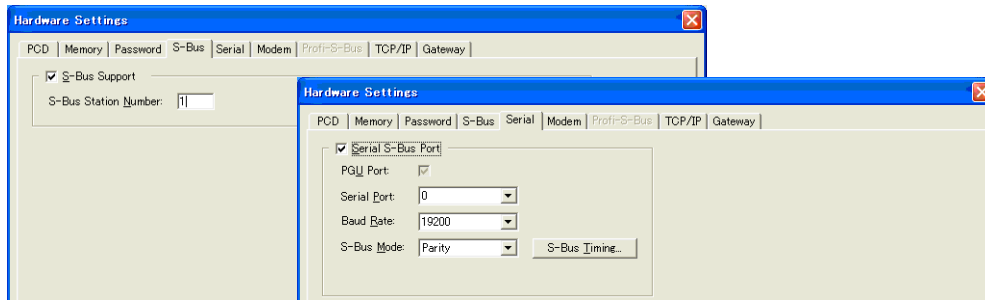 Hardware Settings
PCD Memory Password S-Bus Serial Modem Profi-S-Bus TCP/IP Gateway
S-Bus Support
S-Bus Station Number: 1
Hardware Settings
PCD Memory Password S-Bus Serial Modem Profi-S-Bus TCP/IP Gateway
Serial S-Bus Port
PGU Port:
Serial Port: 0
Baud Rate: 19200
S-Bus Mode: Parity S-Bus Timing...